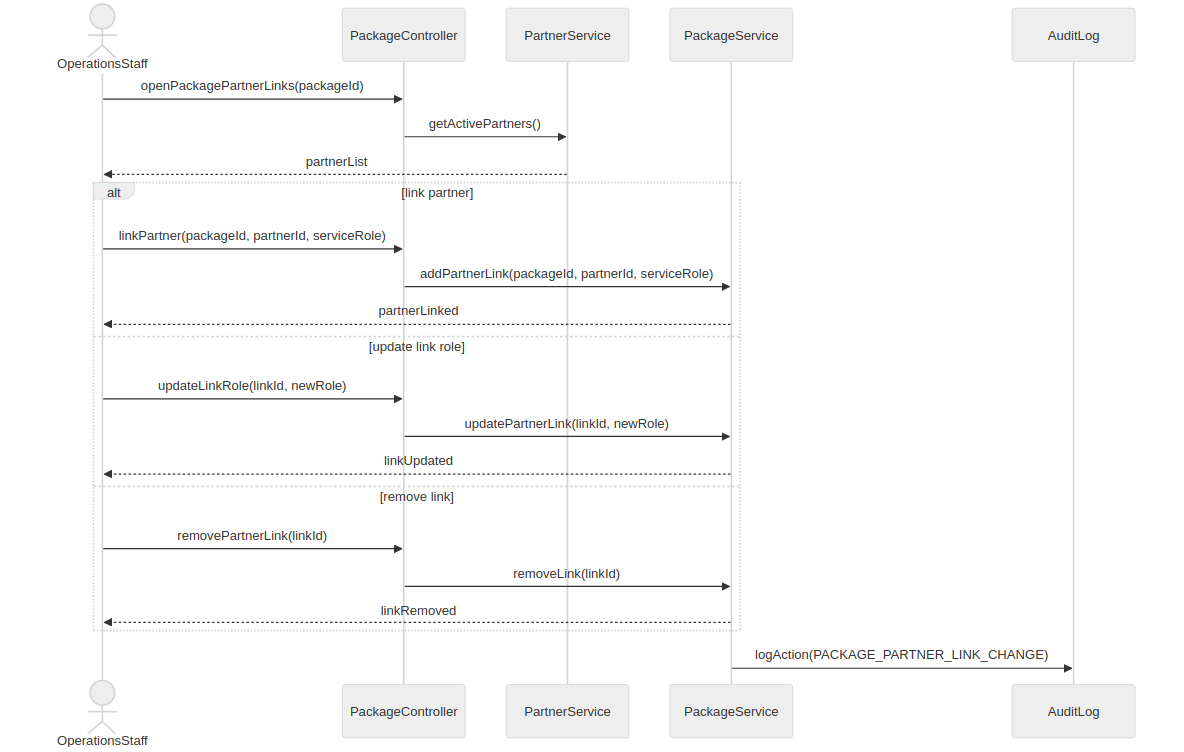 OperationsStaff
PackageController
PartnerService
PackageService
AuditLog
openPackagePartnerLinks(packageId)
getActivePartners()
partnerList
alt
[link partner]
linkPartner(packageId, partnerId, serviceRole)
addPartnerLink(packageId, partnerId, serviceRole)
partnerLinked
[update link role]
updateLinkRole(linkId, newRole)
updatePartnerLink(linkId, newRole)
linkUpdated
[remove link]
removePartnerLink(linkId)
removeLink(linkId)
linkRemoved
logAction(PACKAGE_PARTNER_LINK_CHANGE)
OperationsStaff
PackageController
PartnerService
PackageService
AuditLog